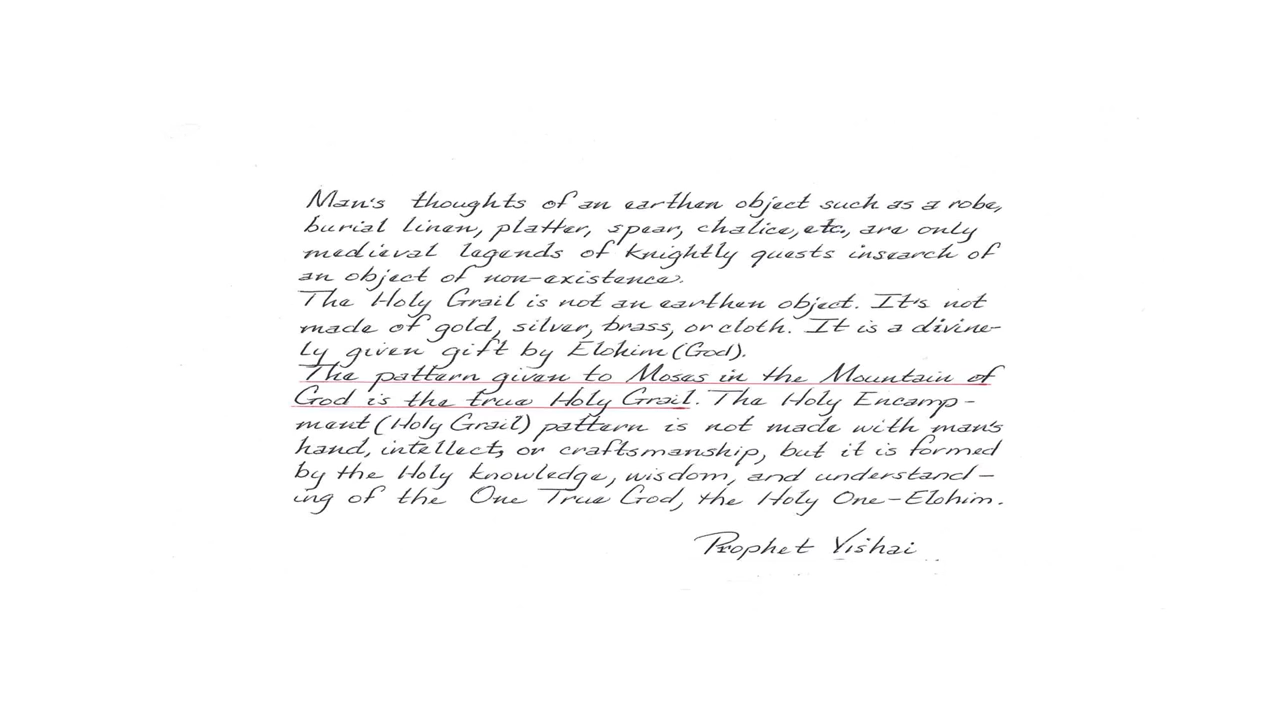 Man's thoughts of an earthen object such as a robe,
burial linen, platter, spear, chalice, etc., are only
medieval legends of knightly quests insearch of
an object of non-existence.
The Holy Grail is not an earthen object. It's not
made of gold, silver, brass, or cloth. It is a divine-
ly given gift by Elohim (God).
The pattern given to Moses in the Mountain of
God is the true Holy Grail. The Holy Encamp-
ment (Holy Grail) pattern is not made with man's
hand, intellect, or craftsmanship, but it is formed
by the Holy knowledge, wisdom, and understand-
ing of the One True God, the Holy One-Elohim.
Prophet Yishai